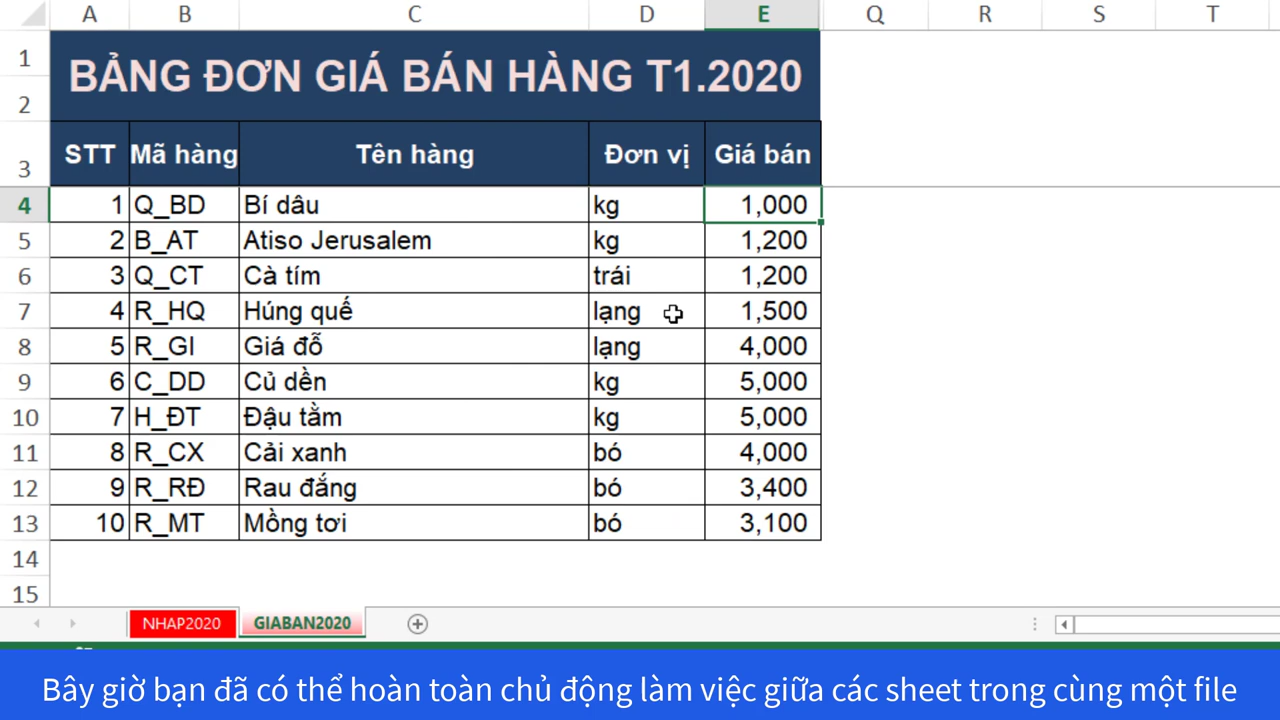 A B C D E Q R S T
1 BẢNG ĐƠN GIÁ BÁN HÀNG T1.2020
2
3 STT Mã hàng Tên hàng Đơn vị Giá bán
4 1 Q_BD Bí dâu kg 1,000
5 2 B_AT Atiso Jerusalem kg 1,200
6 3 Q_CT Cà tím trái 1,200
7 4 R_HQ Húng quế lạng 1,500
8 5 R_GI Giá đỗ lạng 4,000
9 6 C_DD Củ dền kg 5,000
10 7 H_ĐT Đậu tằm kg 5,000
11 8 R_CX Cải xanh bó 4,000
12 9 R_RĐ Rau đắng bó 3,400
13 10 R_MT Mồng tơi bó 3,100
14
15
NHAP2020 GIABAN2020
Bây giờ bạn đã có thể hoàn toàn chủ động làm việc giữa các sheet trong cùng một file